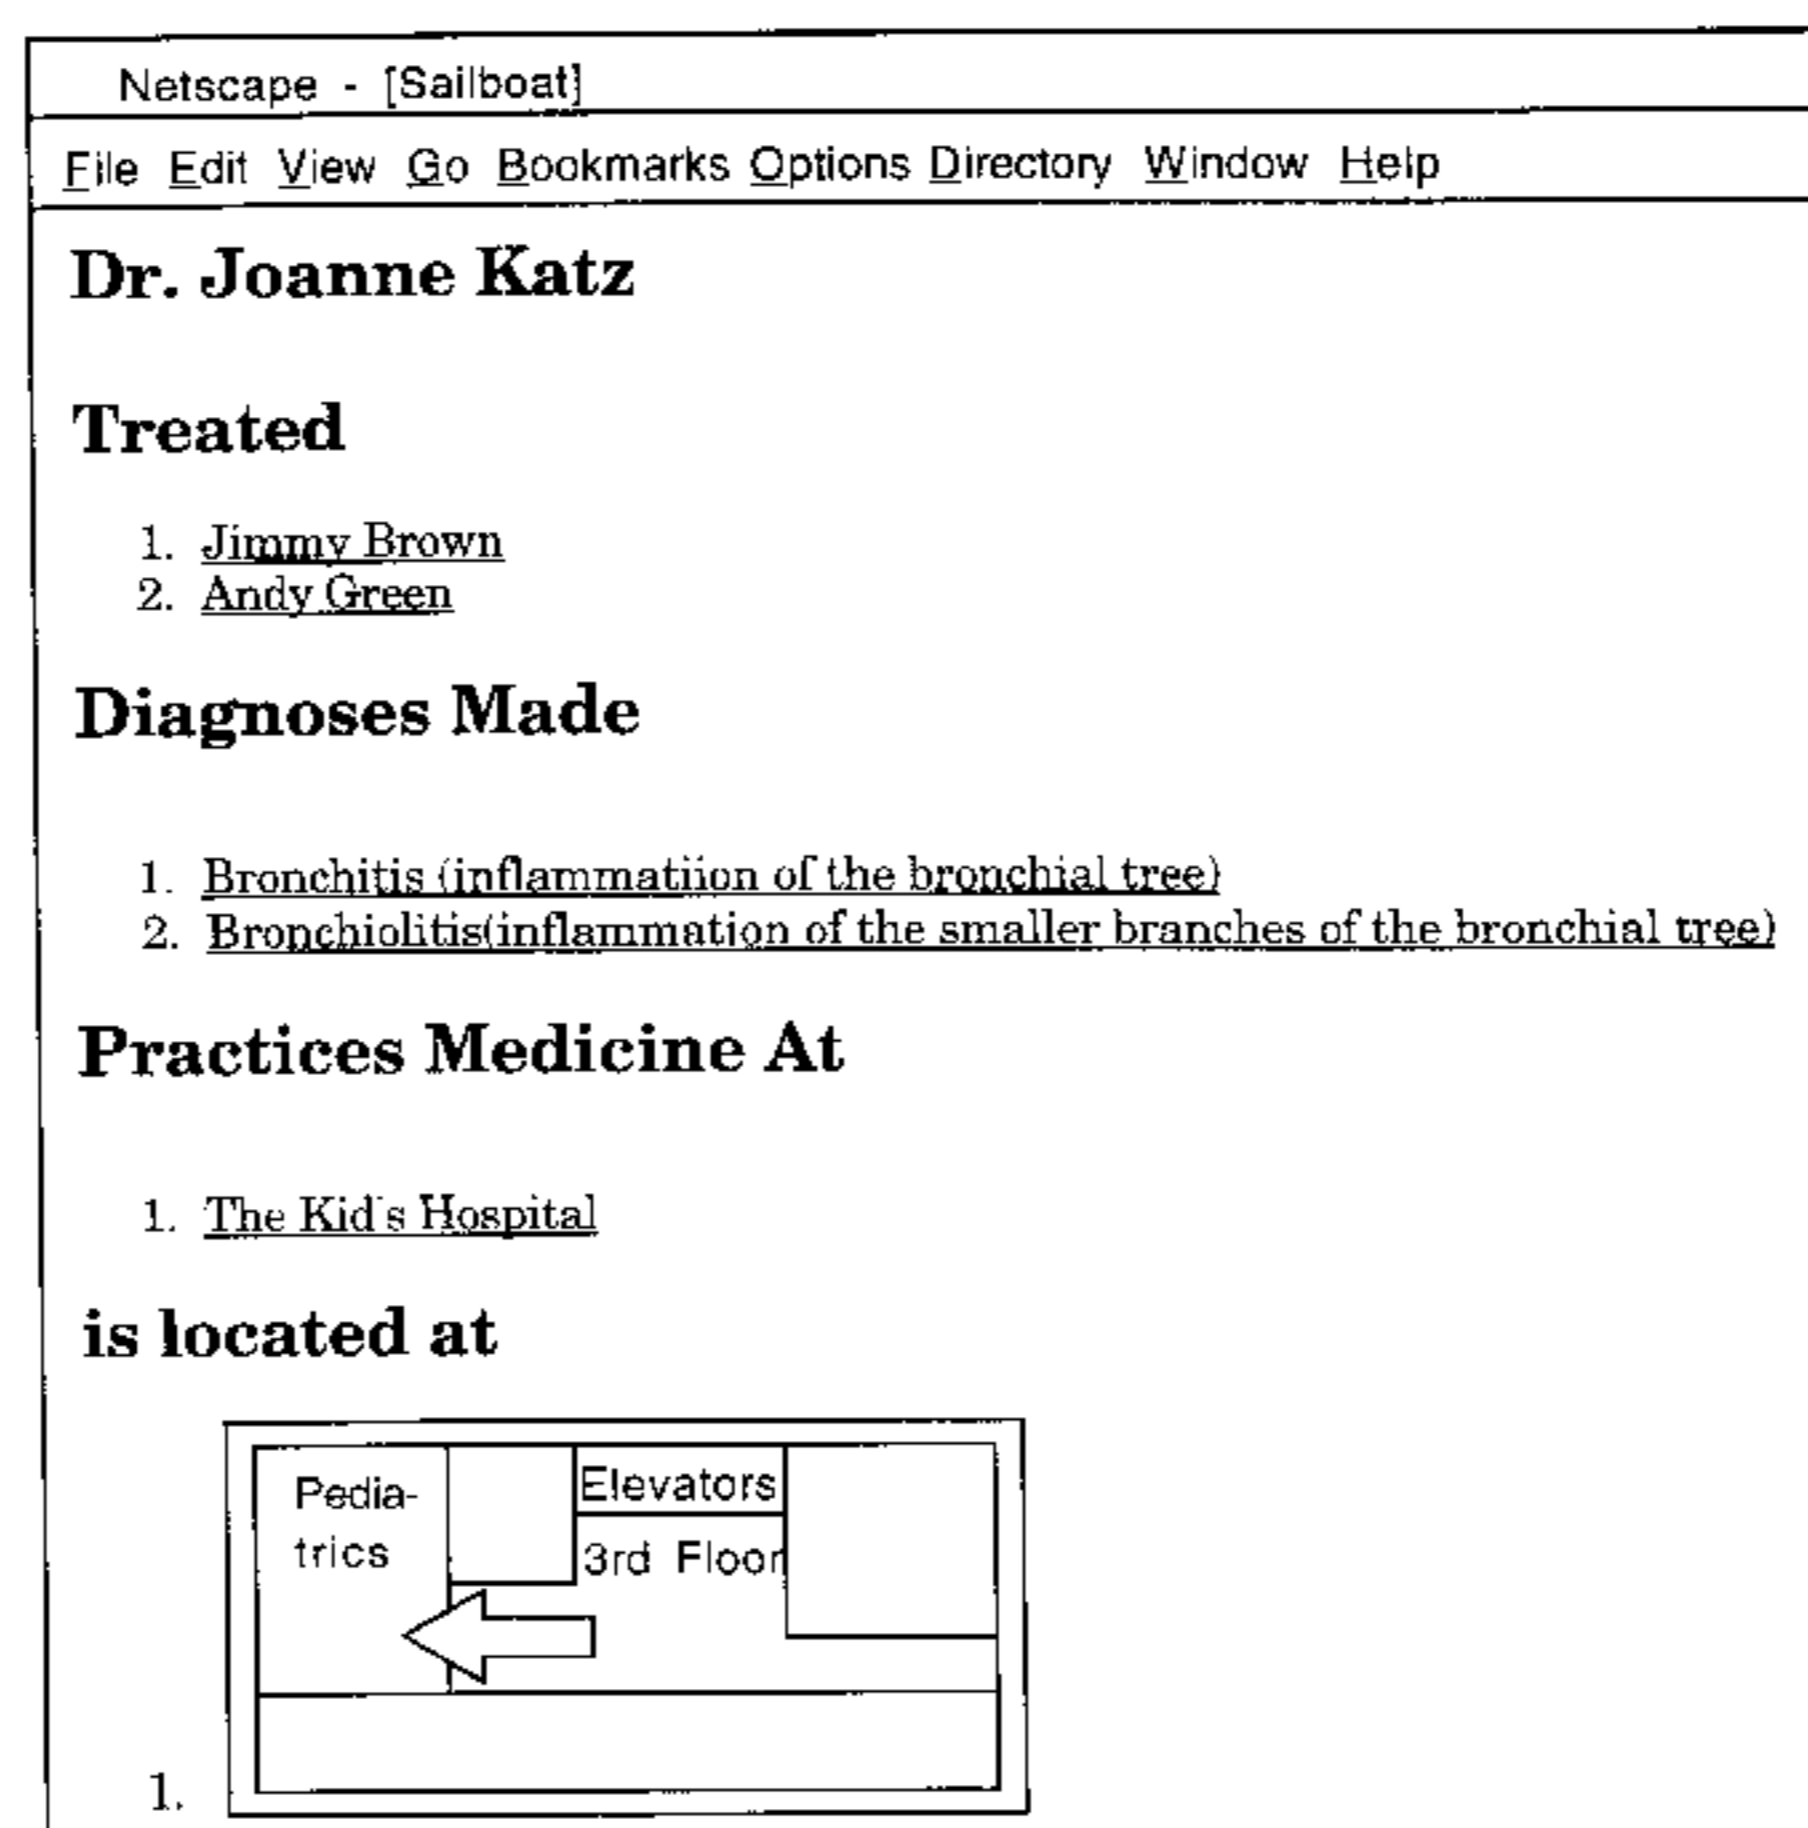 Netscape - [Sailboat]
File Edit View Go Bookmarks Options Directory Window Help
Dr. Joanne Katz
Treated
1. Jimmy Brown
2. Andy Green
Diagnoses Made
1. Bronchitis (inflammatiion of the bronchial tree)
2. Bronchiolitis(inflammation of the smaller branches of the bronchial tree)
Practices Medicine At
1. The Kid's Hospital
is located at
Pedia-
trics
Elevators
3rd Floor
1.